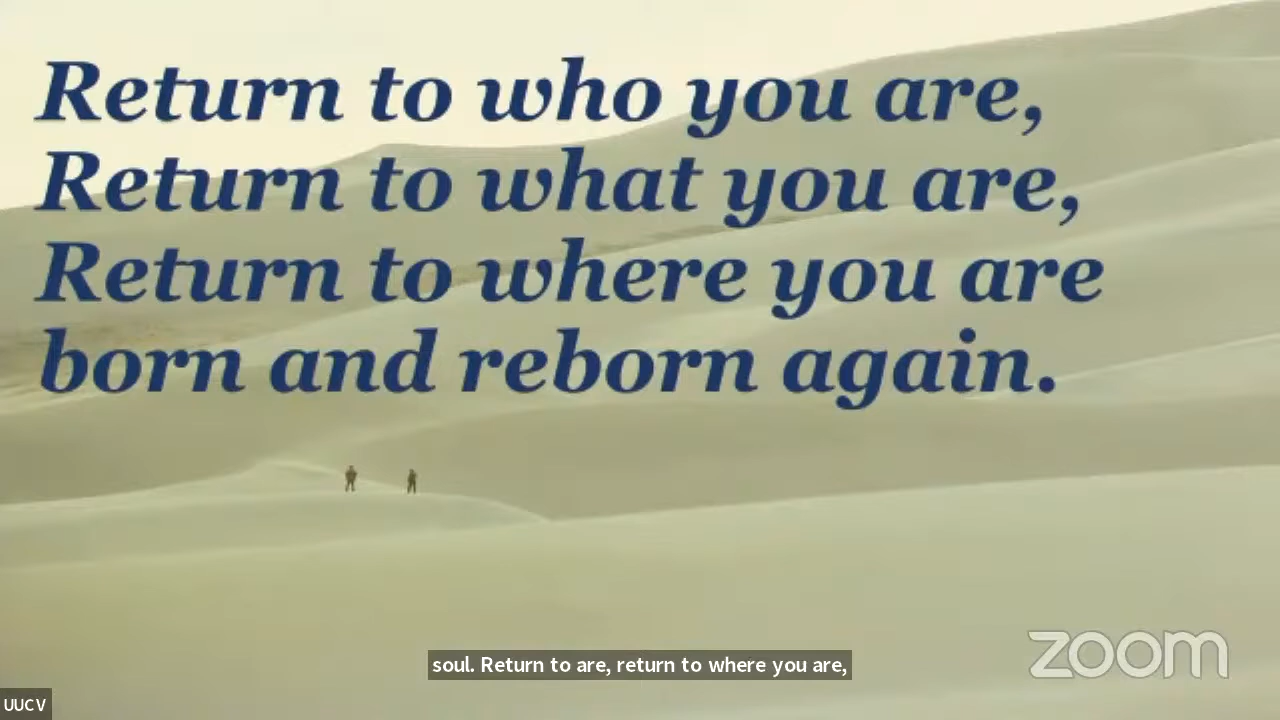 Return to who you are,
Return to what you are,
Return to where you are
born and reborn again.
zoom
soul. Return to are, return to where you are,
UUCV